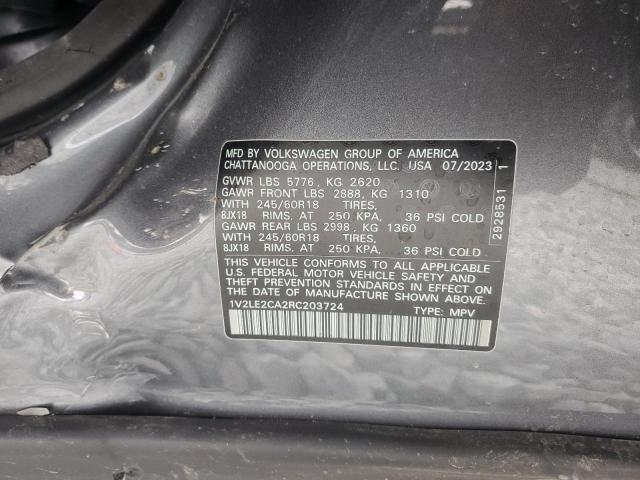 MFD BY VOLKSWAGEN GROUP OF AMERICA
CHATTANOOGA OPERATIONS, LLC. USA 07/2023 1
GVWR LBS 5776, KG 2620
GAWR FRONT LBS 2888, KG 1310
WITH 245/60R18 TIRES,
8JX18 RIMS, AT 250 KPA, 36 PSI COLD
GAWR REAR LBS 2998, KG 1360
WITH 245/60R18 TIRES,
8JX18 RIMS, AT 250 KPA, 36 PSI COLD
THIS VEHICLE CONFORMS TO ALL APPLICABLE
U.S. FEDERAL MOTOR VEHICLE SAFETY AND
THEFT PREVENTION STANDARDS IN EFFECT ON
THE DATE OF MANUFACTURE SHOWN ABOVE.
1V2LE2CA2RC203724 TYPE: MPV
2928531